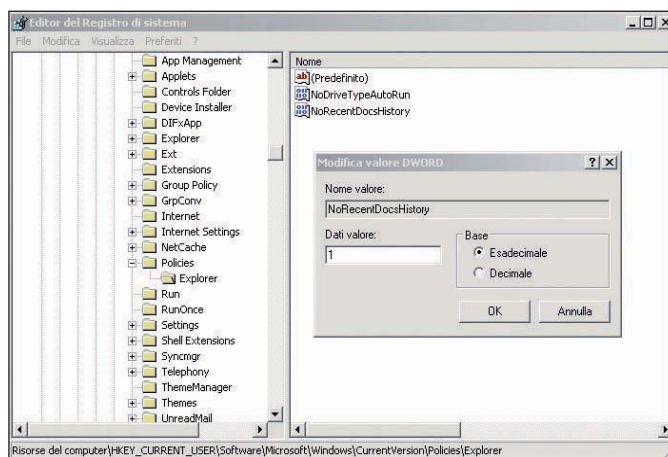 Editor del Registro di sistema
File Modifica Visualizza Preferiti ?
App Management
Applets
Controls Folder
Device Installer
DIFxApp
Explorer
Ext
Extensions
Group Policy
GrpConv
Internet
Internet Settings
NetCache
Policies
Explorer
Run
RunOnce
Settings
Shell Extensions
Syncmgr
Telephony
ThemeManager
Themes
UnreadMail
Nome
(Predefinito)
NoDriveTypeAutoRun
NoRecentDocsHistory
Modifica valore DWORD
Nome valore:
NoRecentDocsHistory
Dati valore:
1
Base
Esadecimale
Decimale
OK Annulla
Risorse del computer\HKEY_CURRENT_USER\Software\Microsoft\Windows\CurrentVersion\Policies\Explorer